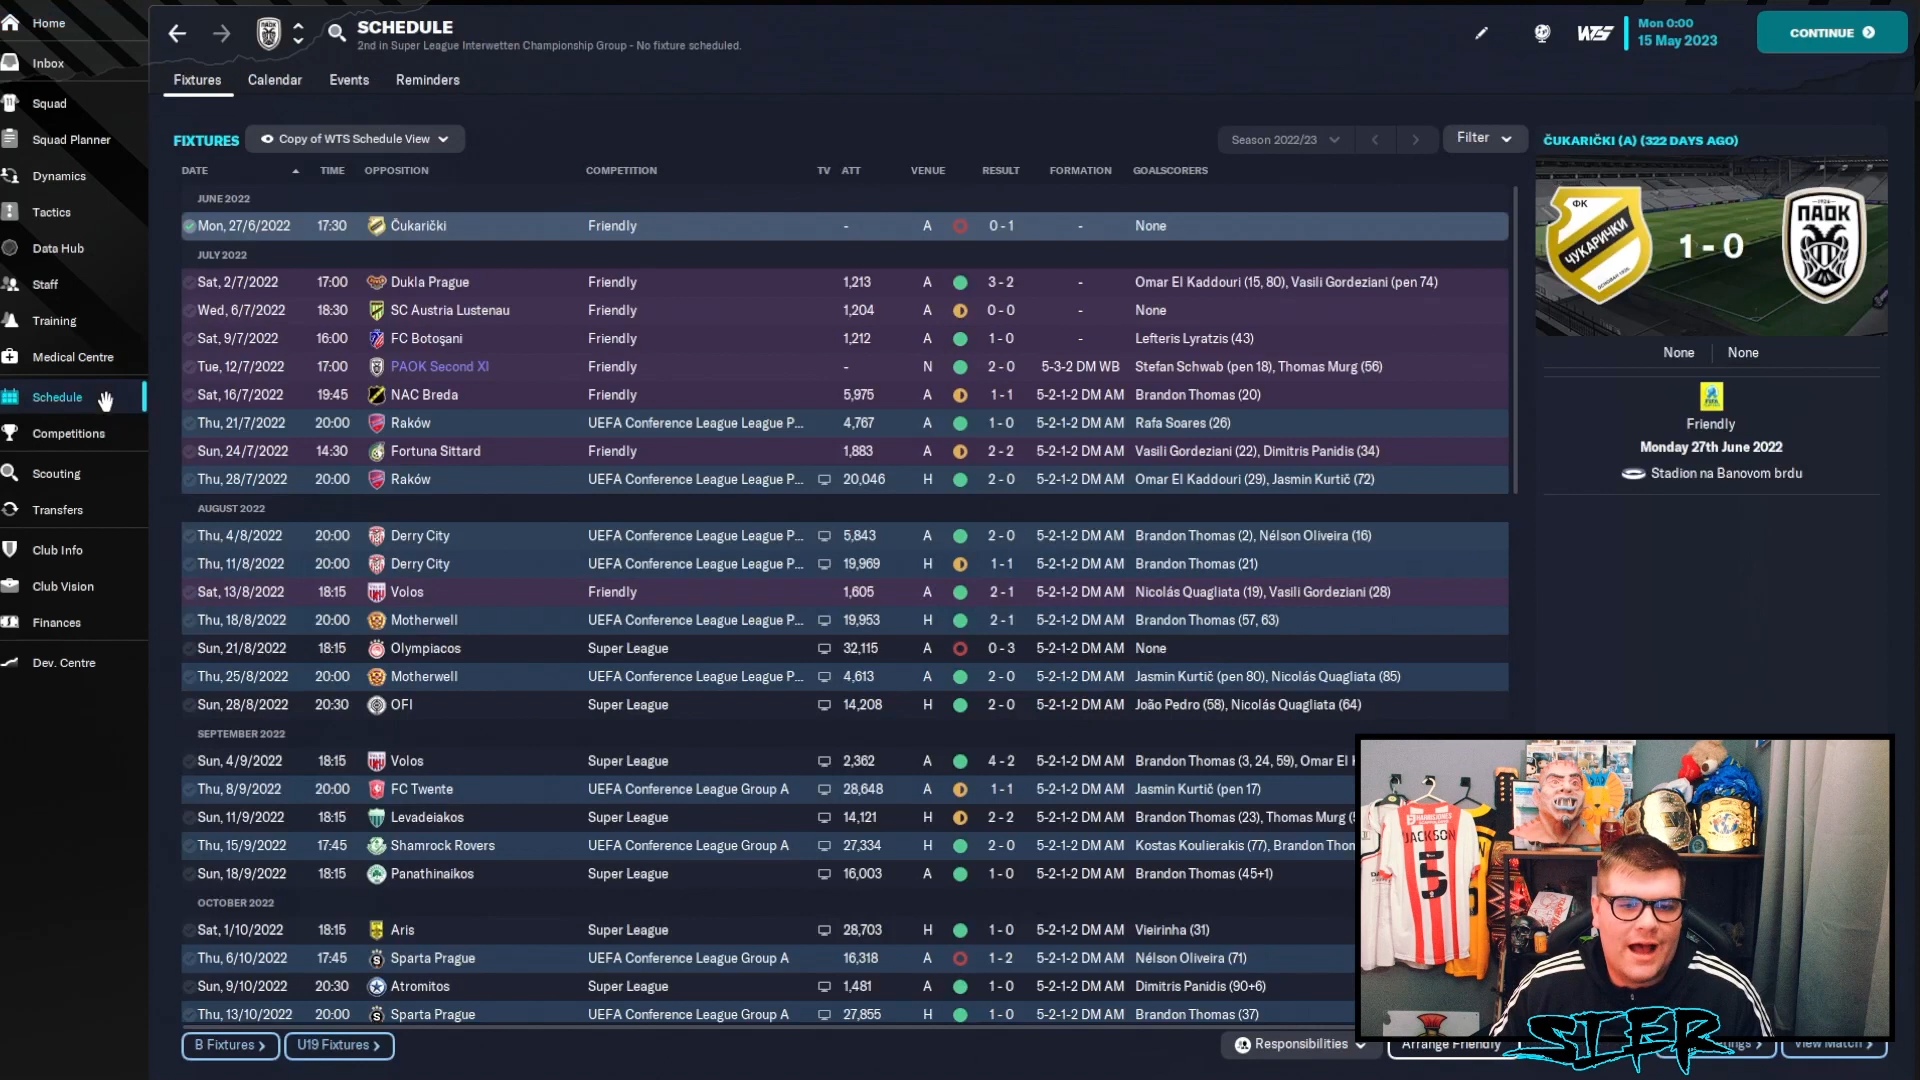 Home
Inbox
Squad
Squad Planner
Dynamics
Tactics
Data Hub
Staff
Training
Medical Centre
Schedule
Competitions
Scouting
Transfers
Club Info
Club Vision
Finances
Dev. Centre
SCHEDULE
2nd in Super League Interwetten Championship Group - No fixture scheduled.
WTS
Mon 0:00
15 May 2023
CONTINUE
Fixtures Calendar Events Reminders
FIXTURES Copy of WTS Schedule View Season 2022/23 Filter
DATE TIME OPPOSITION COMPETITION TV ATT VENUE RESULT FORMATION GOALSCORERS
JUNE 2022
Mon, 27/6/2022 17:30 Čukarički Friendly - A 0 - 1 - None
JULY 2022
Sat, 2/7/2022 17:00 Dukla Prague Friendly 1,213 A 3 - 2 - Omar El Kaddouri (15, 80), Vasili Gordeziani (pen 74)
Wed, 6/7/2022 18:30 SC Austria Lustenau Friendly 1,204 A 0 - 0 - None
Sat, 9/7/2022 16:00 FC Botoşani Friendly 1,212 A 1 - 0 - Lefteris Lyratzis (43)
Tue, 12/7/2022 17:00 PAOK Second XI Friendly - N 2 - 0 5-3-2 DM WB Stefan Schwab (pen 18), Thomas Murg (56)
Sat, 16/7/2022 19:45 NAC Breda Friendly 5,975 A 1 - 1 5-2-1-2 DM AM Brandon Thomas (20)
Thu, 21/7/2022 20:00 Raków UEFA Conference League League P... 4,767 A 1 - 0 5-2-1-2 DM AM Rafa Soares (26)
Sun, 24/7/2022 14:30 Fortuna Sittard Friendly 1,883 A 2 - 2 5-2-1-2 DM AM Vasili Gordeziani (22), Dimitris Panidis (34)
Thu, 28/7/2022 20:00 Raków UEFA Conference League League P... 20,046 H 2 - 0 5-2-1-2 DM AM Omar El Kaddouri (29), Jasmin Kurtič (72)
AUGUST 2022
Thu, 4/8/2022 20:00 Derry City UEFA Conference League League P... 5,843 A 2 - 0 5-2-1-2 DM AM Brandon Thomas (2), Nélson Oliveira (16)
Thu, 11/8/2022 20:00 Derry City UEFA Conference League League P... 19,969 H 1 - 1 5-2-1-2 DM AM Brandon Thomas (21)
Sat, 13/8/2022 18:15 Volos Friendly 1,605 A 2 - 1 5-2-1-2 DM AM Nicolás Quagliata (19), Vasili Gordeziani (28)
Thu, 18/8/2022 20:00 Motherwell UEFA Conference League League P... 19,953 H 2 - 1 5-2-1-2 DM AM Brandon Thomas (57, 63)
Sun, 21/8/2022 18:15 Olympiacos Super League 32,115 A 0 - 3 5-2-1-2 DM AM None
Thu, 25/8/2022 20:00 Motherwell UEFA Conference League League P... 4,613 A 2 - 0 5-2-1-2 DM AM Jasmin Kurtič (pen 80), Nicolás Quagliata (85)
Sun, 28/8/2022 20:30 OFI Super League 14,208 H 2 - 0 5-2-1-2 DM AM João Pedro (58), Nicolás Quagliata (64)
SEPTEMBER 2022
Sun, 4/9/2022 18:15 Volos Super League 2,362 A 4 - 2 5-2-1-2 DM AM Brandon Thomas (3, 24, 59), Omar El
Thu, 8/9/2022 20:00 FC Twente UEFA Conference League Group A 28,648 A 1 - 1 5-2-1-2 DM AM Jasmin Kurtič (pen 17)
Sun, 11/9/2022 18:15 Levadeiakos Super League 14,121 H 2 - 2 5-2-1-2 DM AM Brandon Thomas (23), Thomas Murg
Thu, 15/9/2022 17:45 Shamrock Rovers UEFA Conference League Group A 27,334 H 2 - 0 5-2-1-2 DM AM Kostas Koulierakis (77), Brandon Thom
Sun, 18/9/2022 18:15 Panathinaikos Super League 16,003 A 1 - 0 5-2-1-2 DM AM Brandon Thomas (45+1)
OCTOBER 2022
Sat, 1/10/2022 18:15 Aris Super League 28,703 H 1 - 0 5-2-1-2 DM AM Vieirinha (31)
Thu, 6/10/2022 17:45 Sparta Prague UEFA Conference League Group A 16,318 A 1 - 2 5-2-1-2 DM AM Nélson Oliveira (71)
Sun, 9/10/2022 20:30 Atromitos Super League 1,481 A 1 - 0 5-2-1-2 DM AM Dimitris Panidis (90+6)
Thu, 13/10/2022 20:00 Sparta Prague UEFA Conference League Group A 27,855 H 1 - 0 5-2-1-2 DM AM Brandon Thomas (37)
B Fixtures U19 Fixtures Responsibilities Arrange Friendly View Match
ČUKARIČKI (A) (322 DAYS AGO)
ФК
ЧУКАРИЧКИ
1 - 0
ΠΑΟΚ
None None
Friendly
Monday 27th June 2022
Stadion na Banovom brdu
JACKSON
5
SLER